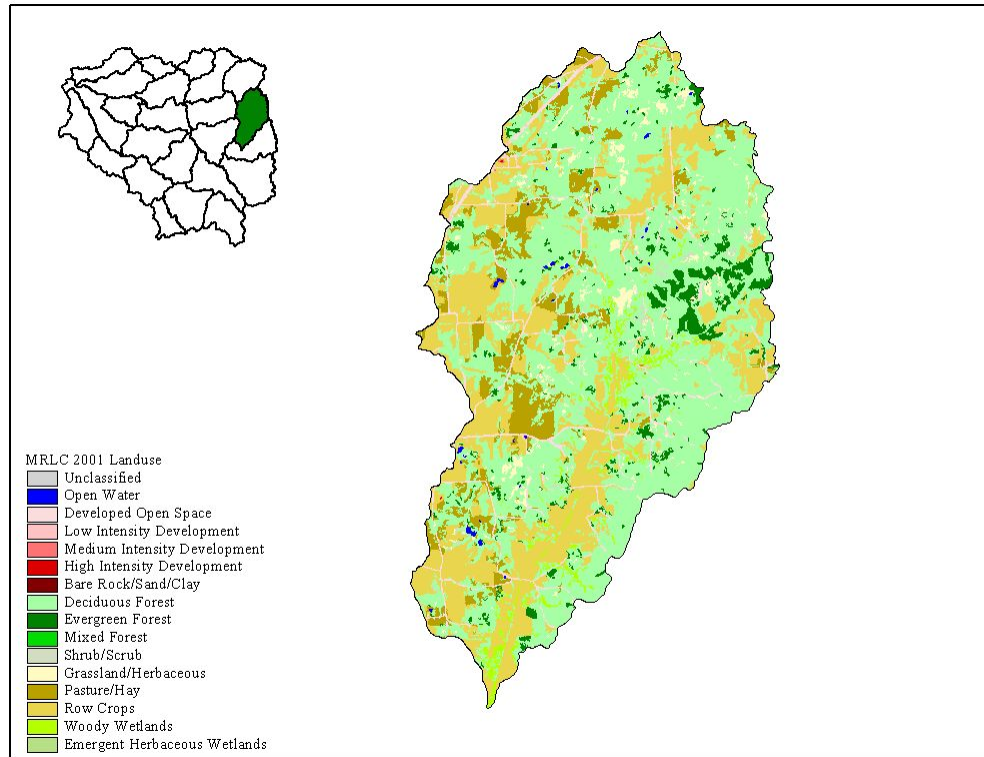 MRLC 2001 Landuse
Unclassified
Open Water
Developed Open Space
Low Intensity Development
Medium Intensity Development
High Intensity Development
Bare Rock/Sand/Clay
Deciduous Forest
Evergreen Forest
Mixed Forest
Shrub/Scrub
Grassland/Herbaceous
Pasture/Hay
Row Crops
Woody Wetlands
Emergent Herbaceous Wetlands